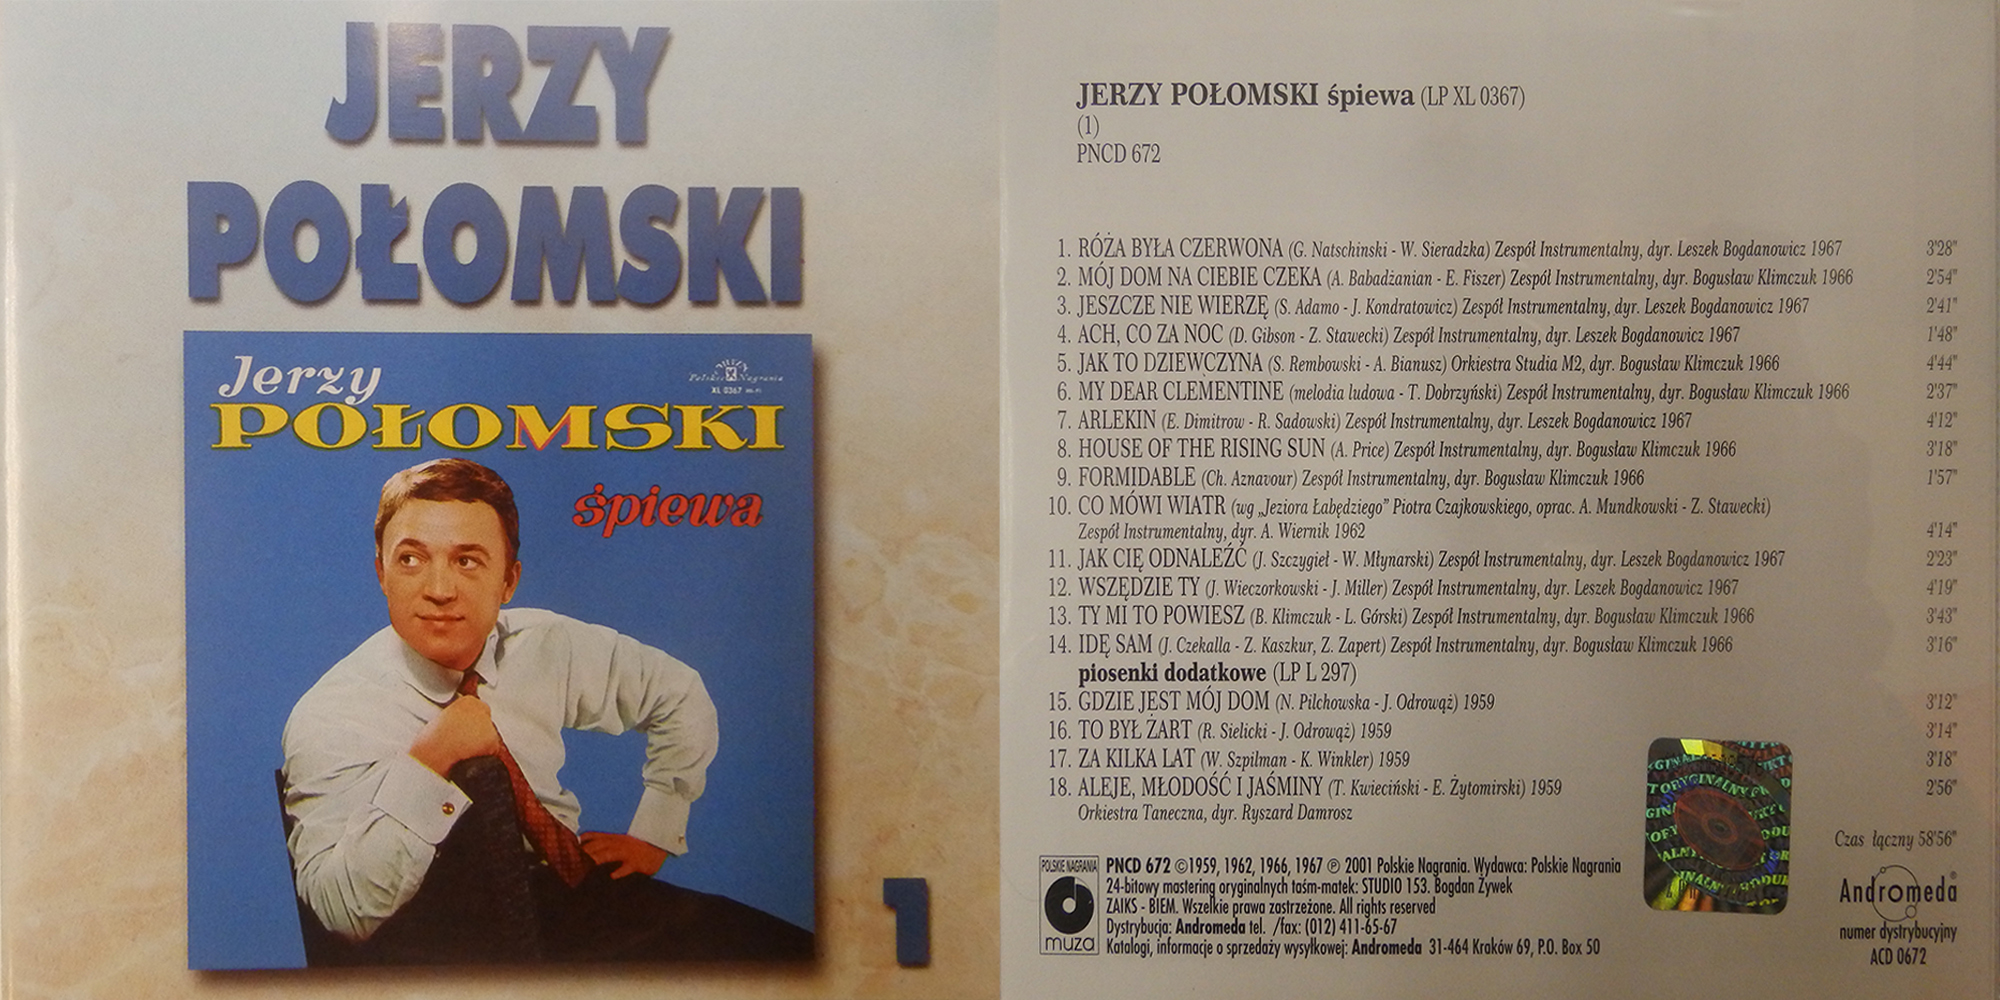 JERZY
POŁOMSKI
Jerzy
Polskie Nagrania
XL 0367
POŁOMSKI
śpiewa
1
JERZY POŁOMSKI śpiewa (LP XL 0367)
(1)
PNCD 672
1. RÓŻA BYŁA CZERWONA (G. Natschinski - W. Sieradzka) Zespół Instrumentalny, dyr. Leszek Bogdanowicz 1967 3'28"
2. MÓJ DOM NA CIEBIE CZEKA (A. Babadżanian - E. Fiszer) Zespół Instrumentalny, dyr. Bogusław Klimczuk 1966 2'54"
3. JESZCZE NIE WIERZĘ (S. Adamo - J. Kondratowicz) Zespół Instrumentalny, dyr. Leszek Bogdanowicz 1967 2'41"
4. ACH, CO ZA NOC (D. Gibson - Z. Stawecki) Zespół Instrumentalny, dyr. Leszek Bogdanowicz 1967 1'48"
5. JAK TO DZIEWCZYNA (S. Rembowski - A. Bianusz) Orkiestra Studia M2, dyr. Bogusław Klimczuk 1966 4'44"
6. MY DEAR CLEMENTINE (melodia ludowa - T. Dobrzyński) Zespół Instrumentalny, dyr. Bogusław Klimczuk 1966 2'37"
7. ARLEKIN (E. Dimitrow - R. Sadowski) Zespół Instrumentalny, dyr. Leszek Bogdanowicz 1967 4'12"
8. HOUSE OF THE RISING SUN (A. Price) Zespół Instrumentalny, dyr. Bogusław Klimczuk 1966 3'18"
9. FORMIDABLE (Ch. Aznavour) Zespół Instrumentalny, dyr. Bogusław Klimczuk 1966 1'57"
10. CO MÓWI WIATR (wg „Jeziora Łabędziego” Piotra Czajkowskiego, oprac. A. Mundkowski - Z. Stawecki)
Zespół Instrumentalny, dyr. A. Wiernik 1962 4'14"
11. JAK CIĘ ODNALEŹĆ (J. Szczygieł - W. Młynarski) Zespół Instrumentalny, dyr. Leszek Bogdanowicz 1967 2'23"
12. WSZĘDZIE TY (J. Wieczorkowski - J. Miller) Zespół Instrumentalny, dyr. Leszek Bogdanowicz 1967 4'19"
13. TY MI TO POWIESZ (B. Klimczuk - L. Górski) Zespół Instrumentalny, dyr. Bogusław Klimczuk 1966 3'43"
14. IDĘ SAM (J. Czekalla - Z. Kaszkur, Z. Zapert) Zespół Instrumentalny, dyr. Bogusław Klimczuk 1966 3'16"
piosenki dodatkowe (LP L 297)
15. GDZIE JEST MÓJ DOM (N. Pilchowska - J. Odrowąż) 1959 3'12"
16. TO BYŁ ŻART (R. Sielicki - J. Odrowąż) 1959 3'14"
17. ZA KILKA LAT (W. Szpilman - K. Winkler) 1959 3'18"
18. ALEJE, MŁODOŚĆ I JAŚMINY (T. Kwieciński - E. Żytomirski) 1959 2'56"
Orkiestra Taneczna, dyr. Ryszard Damrosz
Czas łączny 58'56"
POLSKIE NAGRANIA
muza
PNCD 672 ©1959, 1962, 1966, 1967 ℗ 2001 Polskie Nagrania. Wydawca: Polskie Nagrania
24-bitowy mastering oryginalnych taśm-matek: STUDIO 153. Bogdan Żywek
ZAIKS - BIEM. Wszelkie prawa zastrzeżone. All rights reserved
Dystrybucja: Andromeda tel. /fax: (012) 411-65-67
Katalogi, informacje o sprzedaży wysyłkowej: Andromeda 31-464 Kraków 69, P.O. Box 50
Andromeda®
numer dystrybucyjny
ACD 0672